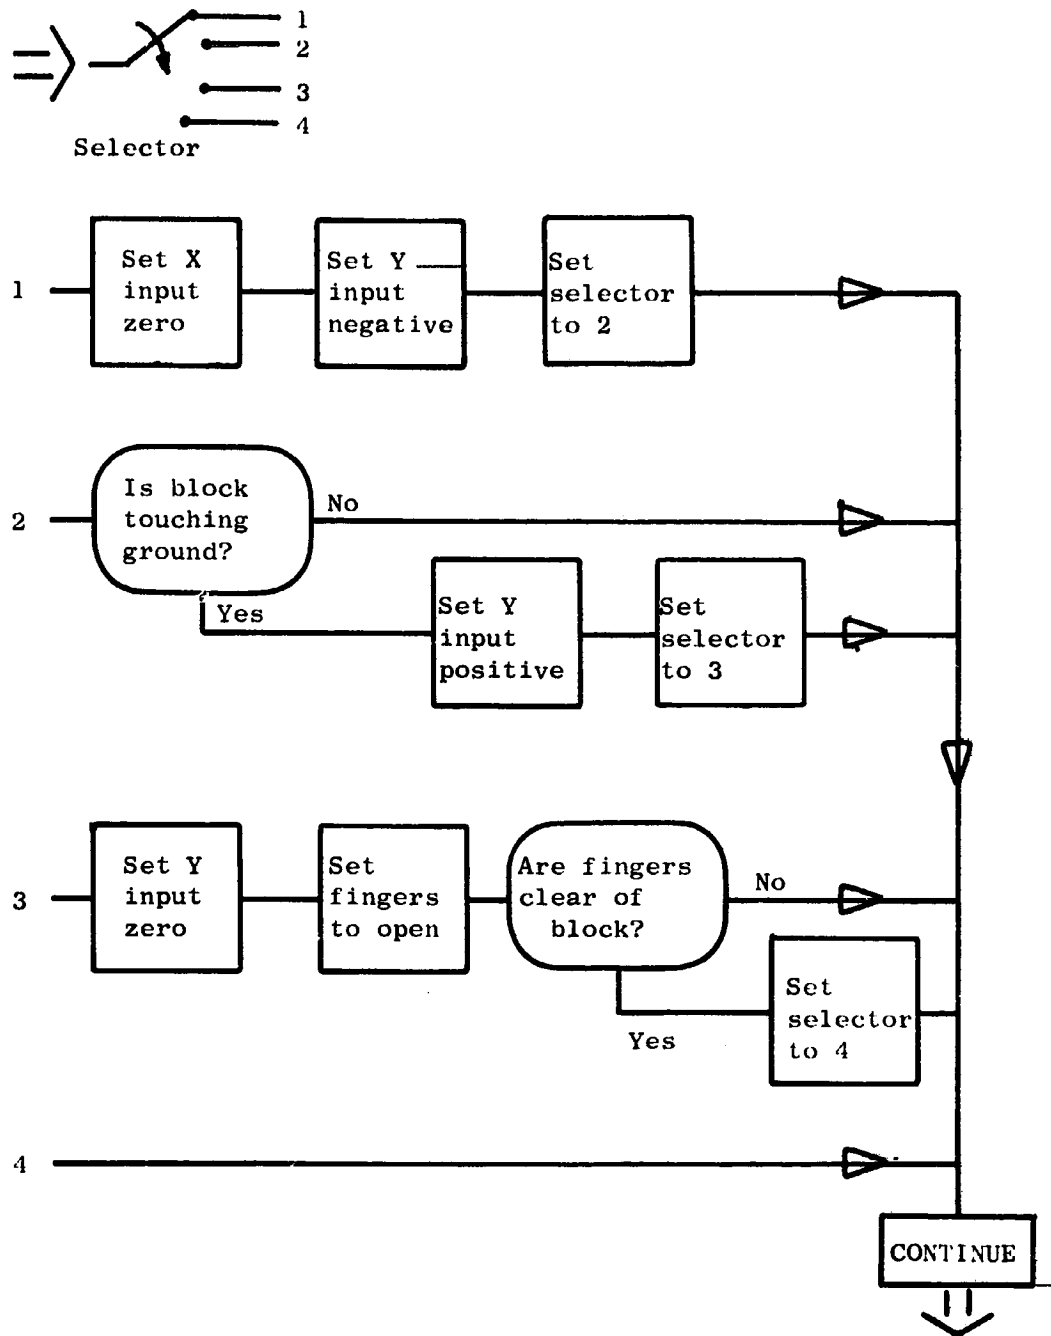 1
2
3
4
Selector
1
Set X
input
zero
Set Y
input
negative
Set
selector
to 2
2
Is block
touching
ground?
No
Yes
Set Y
input
positive
Set
selector
to 3
3
Set Y
input
zero
Set
fingers
to open
Are fingers
clear of
block?
No
Yes
Set
selector
to 4
4
CONTINUE